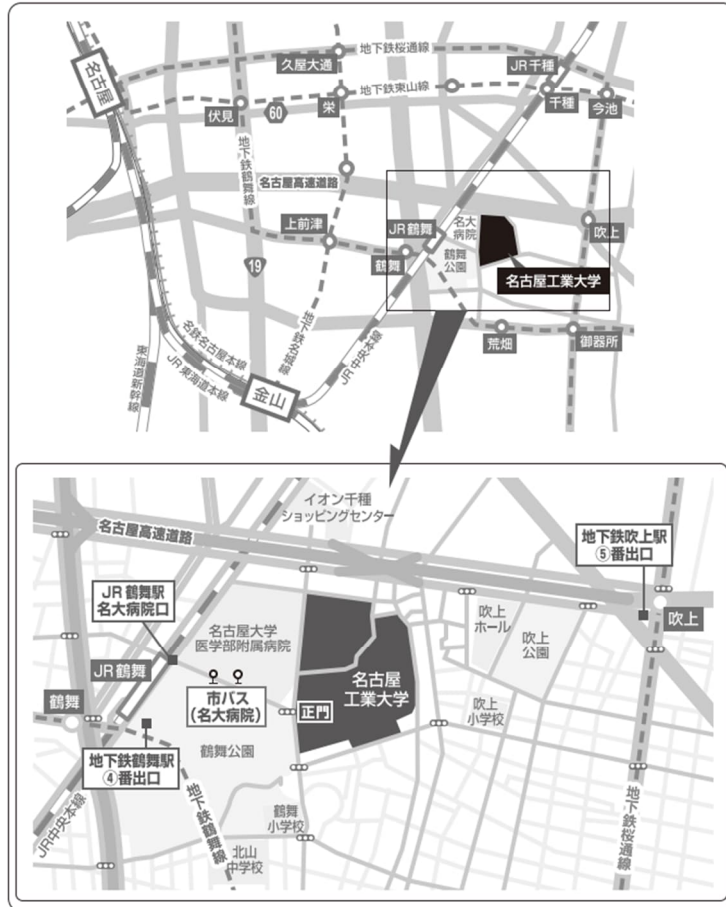 地下鉄桜通線
久屋大通
JR千種
名古屋
地下鉄東山線
栄
千種
今池
伏見
60
地下鉄鶴舞線
名古屋高速道路
上前津
JR鶴舞
名大
病院
吹上
鶴舞
鶴舞
公園
名古屋工業大学
19
地下鉄名城線
JR中央本線
荒畑
御器所
名鉄名古屋本線
JR東海道本線
東海道新幹線
金山
イオン千種
ショッピングセンター
名古屋高速道路
地下鉄吹上駅
⑤番出口
JR鶴舞駅
名大病院口
名古屋大学
医学部附属病院
吹上
ホール
吹上
公園
吹上
JR鶴舞
名古屋
工業大学
鶴舞
市バス
(名大病院)
正門
吹上
小学校
地下鉄鶴舞駅
④番出口
鶴舞公園
地下鉄鶴舞線
鶴舞
小学校
JR中央本線
北山
中学校
地下鉄桜通線